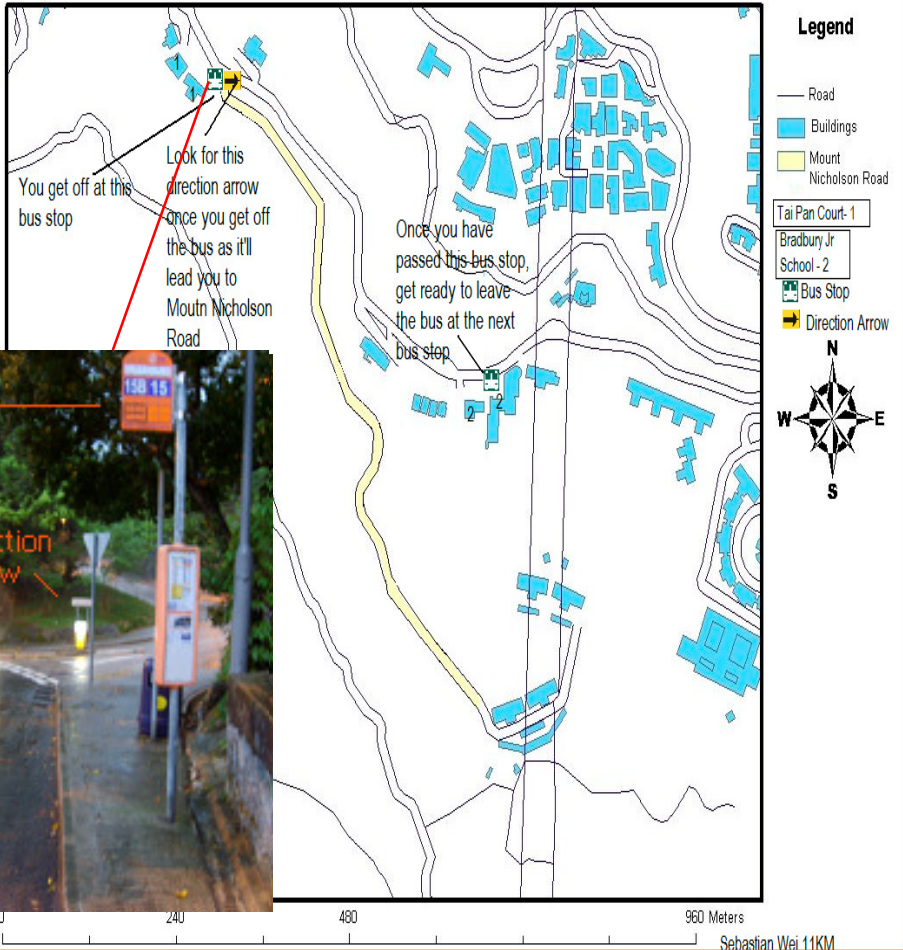 Legend
Road
Buildings
Mount
Nicholson Road
Tai Pan Court- 1
Bradbury Jr
School - 2
Bus Stop
Direction Arrow
N
W
E
S
1
1
You get off at this
bus stop
Look for this
direction arrow
once you get off
the bus as it'll
lead you to
Moutn Nicholson
Road
Once you have
passed this bus stop,
get ready to leave
the bus at the next
bus stop
2
2
15B 15
240
480
960 Meters
Sebastian Wei 11KM